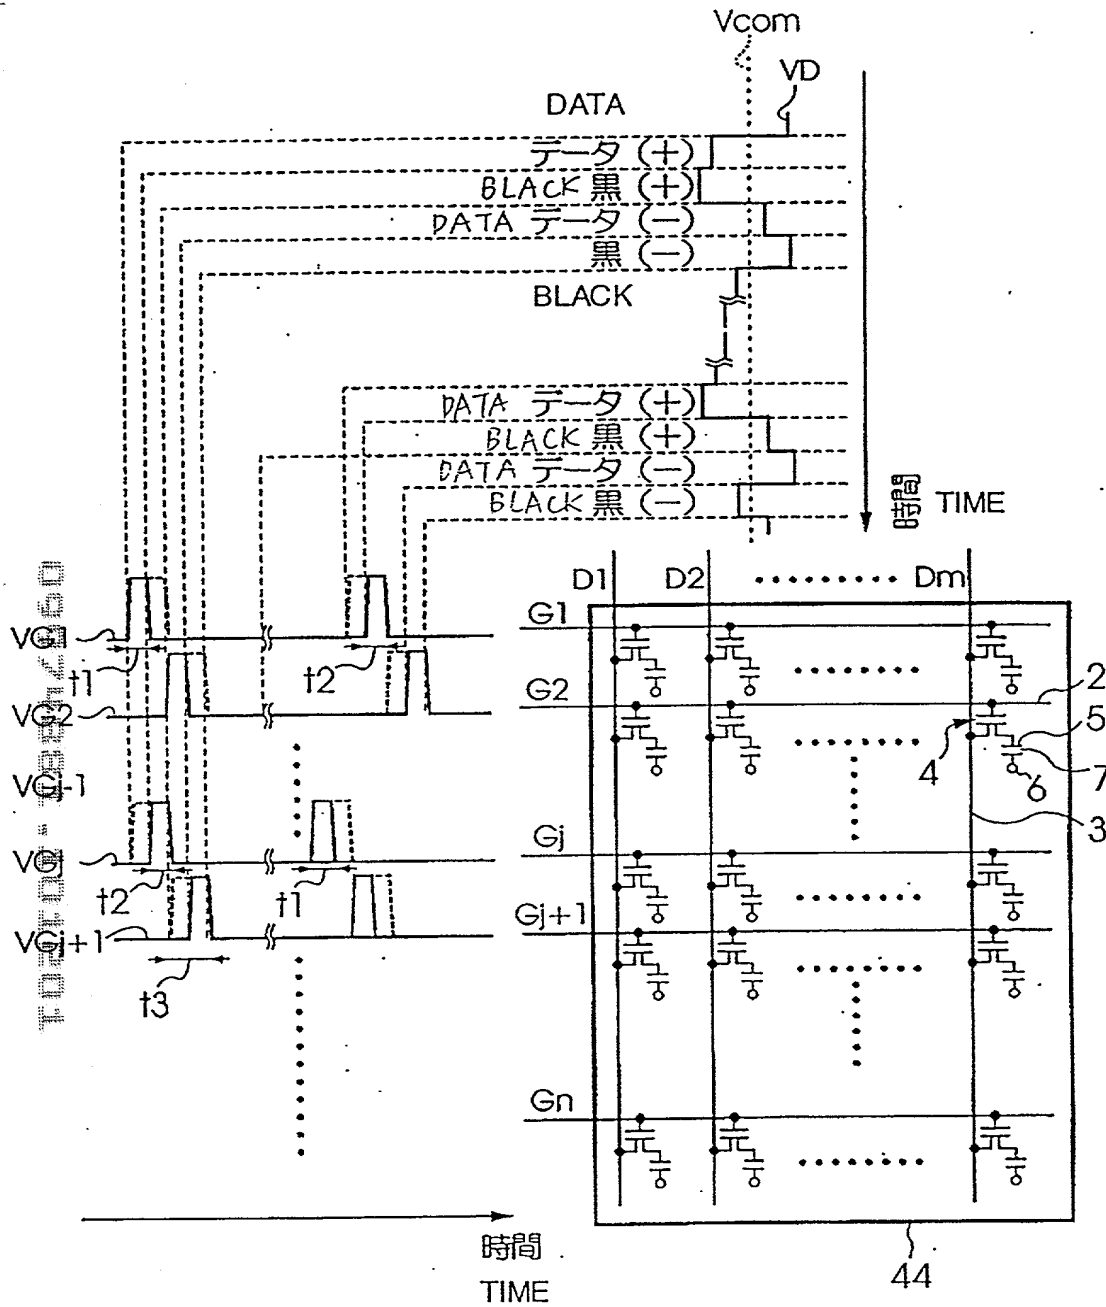 Vcom
VD
DATA
データ (+)
BLACK 黒 (+)
DATA データ (-)
黒 (-)
BLACK
DATA データ (+)
BLACK 黒 (+)
DATA データ (-)
BLACK 黒 (-)
時間 TIME
D1 D2 Dm
G1
G2
Gj
Gj+1
Gn
2
5
4
7
6
3
44
VG1
t1
t2
VG2
VGj-1
VGj
t2
t1
VGj+1
t3
時間
TIME